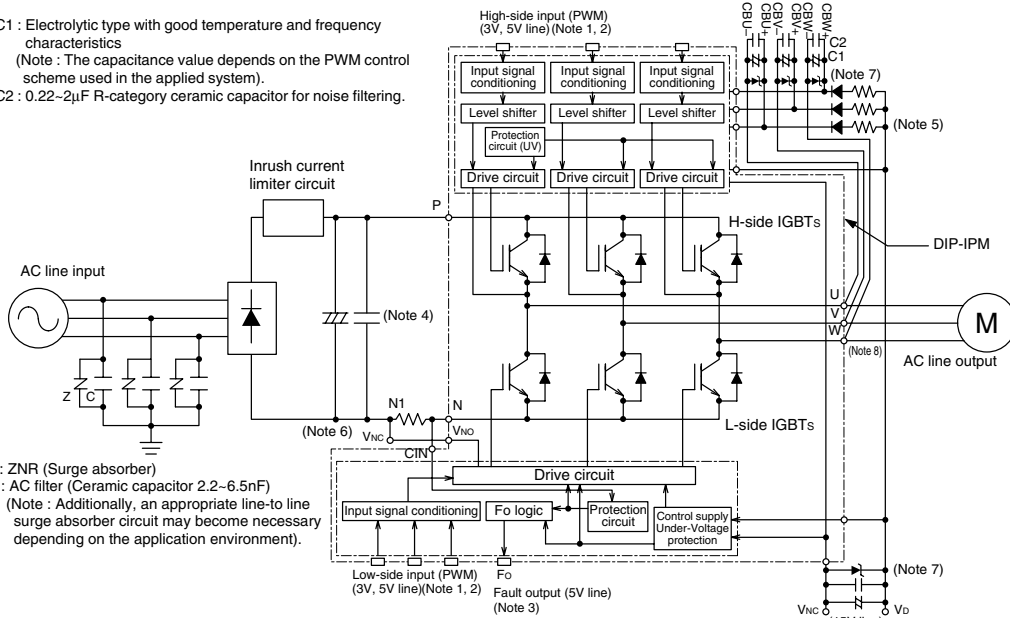 C1 : Electrolytic type with good temperature and frequency
characteristics
(Note : The capacitance value depends on the PWM control
scheme used in the applied system).
C2 : 0.22~2μF R-category ceramic capacitor for noise filtering.
High-side input (PWM)
(3V, 5V line) (Note 1, 2)
CBU–
CBU+
CBV–
CBV+
CBW–
CBW+
C2
C1
(Note 7)
(Note 5)
Input signal
conditioning
Input signal
conditioning
Input signal
conditioning
Level shifter
Level shifter
Level shifter
Protection
circuit (UV)
Drive circuit
Drive circuit
Drive circuit
Inrush current
limiter circuit
P
H-side IGBTs
DIP-IPM
AC line input
(Note 4)
U
V
W
(Note 8)
M
AC line output
Z
C
N1
N
L-side IGBTs
(Note 6)
VNC
VNO
CIN
: ZNR (Surge absorber)
: AC filter (Ceramic capacitor 2.2~6.5nF)
(Note : Additionally, an appropriate line-to line
surge absorber circuit may become necessary
depending on the application environment).
Drive circuit
Input signal conditioning
Fo logic
Protection
circuit
Control supply
Under-Voltage
protection
Low-side input (PWM)
(3V, 5V line)(Note 1, 2)
FO
Fault output (5V line)
(Note 3)
(Note 7)
VNC
VD